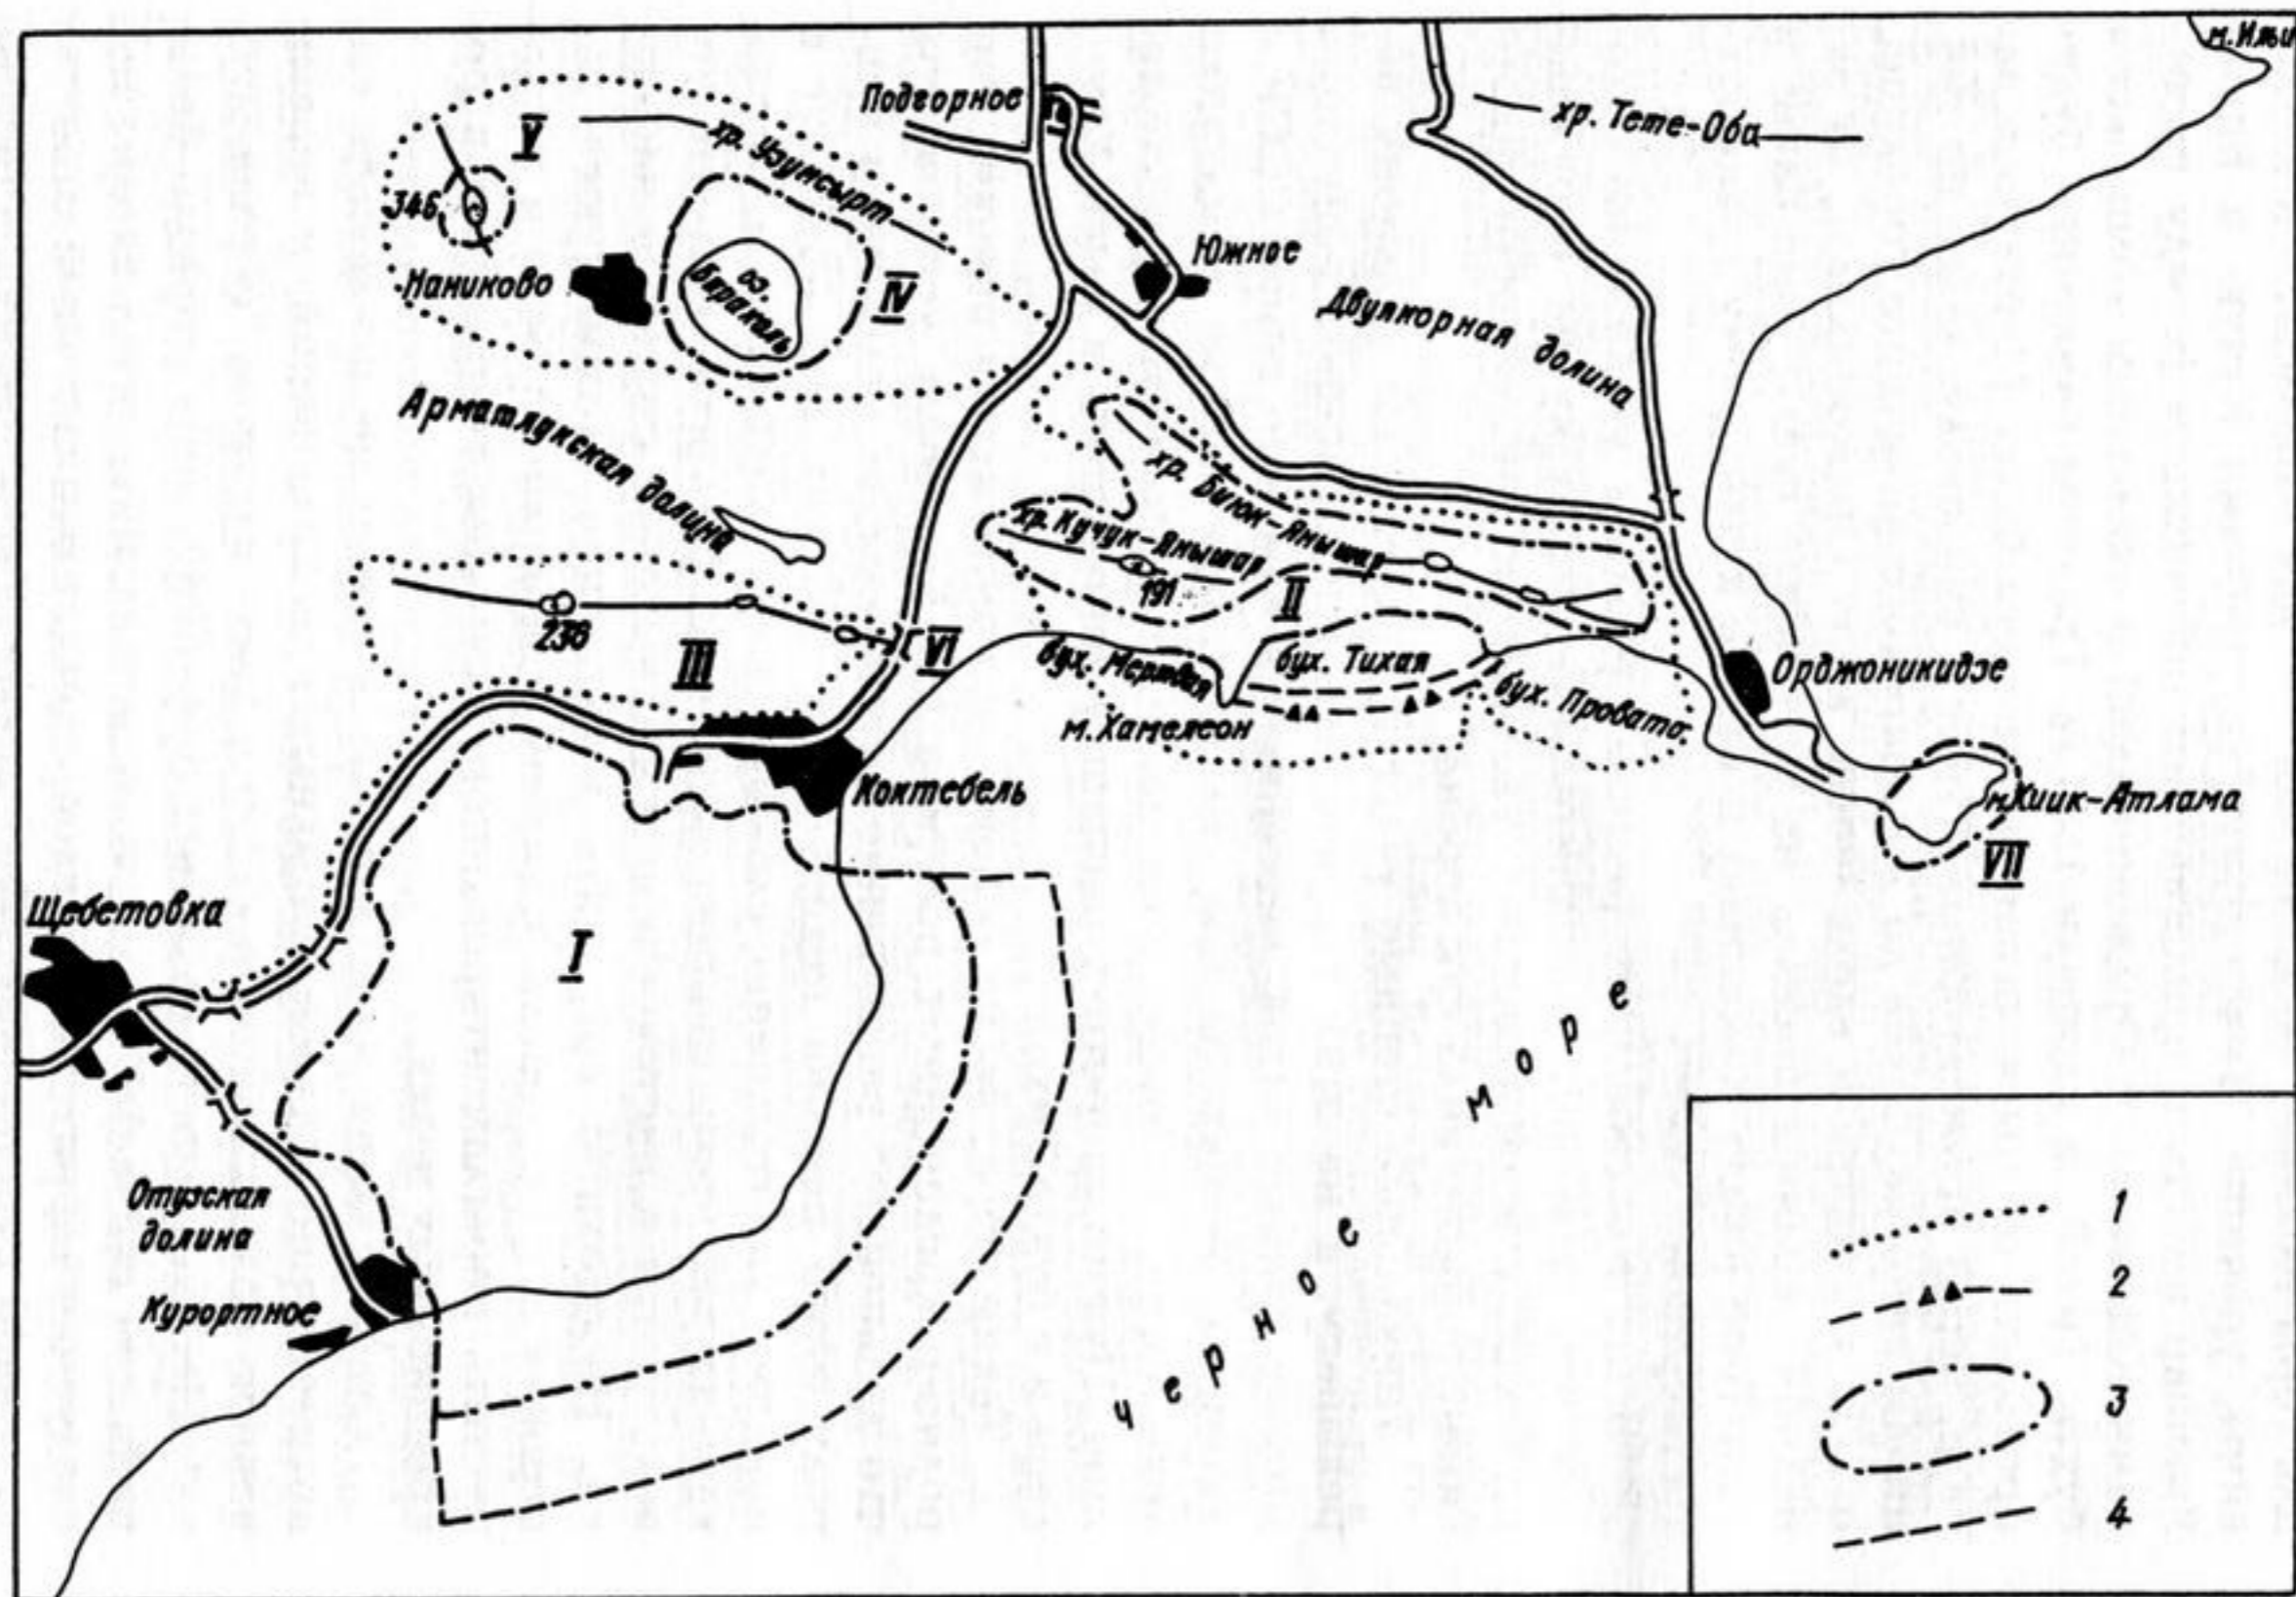 м. Ильи
Подгорное
хр. Тете-Оба
V
хр. Узунсырт
346
Южное
Наниково
оз.
Баракель
IV
Двуякорная долина
Арматлукская долина
хр. Биюк-Янышар
хр. Кучук-Янышар
191
II
236
III
VI
бух. Мертвая
бух. Тихая
бух. Провато
м. Хамелеон
Орджоникидзе
м. Киик-Атлама
VII
Коктебель
Щебетовка
I
Отузская
долина
Курортное
Черное море
1
2
3
4